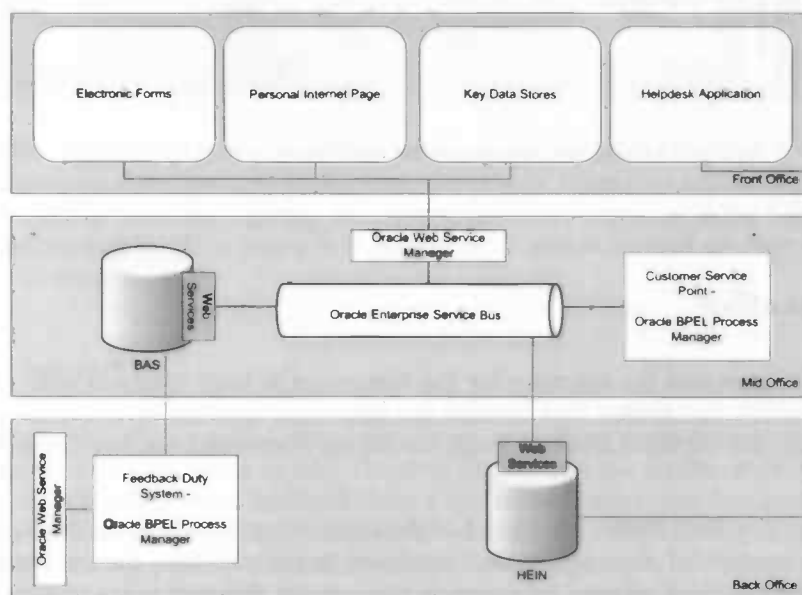 Electronic Forms
Personal Internet Page
Key Data Stores
Helpdesk Application
Front Office
Oracle Web Service
Manager
Web
Services
BAS
Oracle Enterprise Service Bus
Customer Service
Point -
Oracle BPEL Process
Manager
Mid Office
Oracle Web Service
Manager
Feedback Duty
System -
Oracle BPEL Process
Manager
Web
Services
HEIN
Back Office